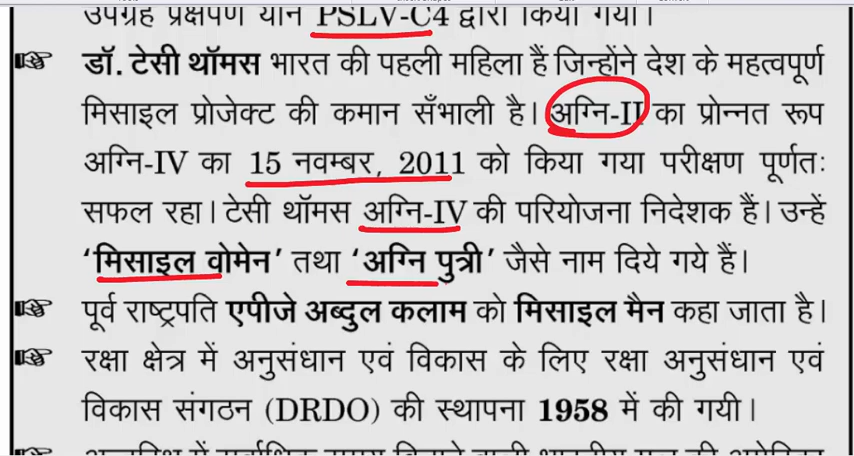 उपग्रह प्रक्षेपण यान PSLV-C4 द्वारा किया गया।
☞ डॉ. टेसी थॉमस भारत की पहली महिला हैं जिन्होंने देश के महत्वपूर्ण
मिसाइल प्रोजेक्ट की कमान सँभाली है। अग्नि-II का प्रोन्नत रूप
अग्नि-IV का 15 नवम्बर, 2011 को किया गया परीक्षण पूर्णतः
सफल रहा। टेसी थॉमस अग्नि-IV की परियोजना निदेशक हैं। उन्हें
‘मिसाइल वोमेन’ तथा ‘अग्नि पुत्री’ जैसे नाम दिये गये हैं।
☞ पूर्व राष्ट्रपति एपीजे अब्दुल कलाम को मिसाइल मैन कहा जाता है।
☞ रक्षा क्षेत्र में अनुसंधान एवं विकास के लिए रक्षा अनुसंधान एवं
विकास संगठन (DRDO) की स्थापना 1958 में की गयी।